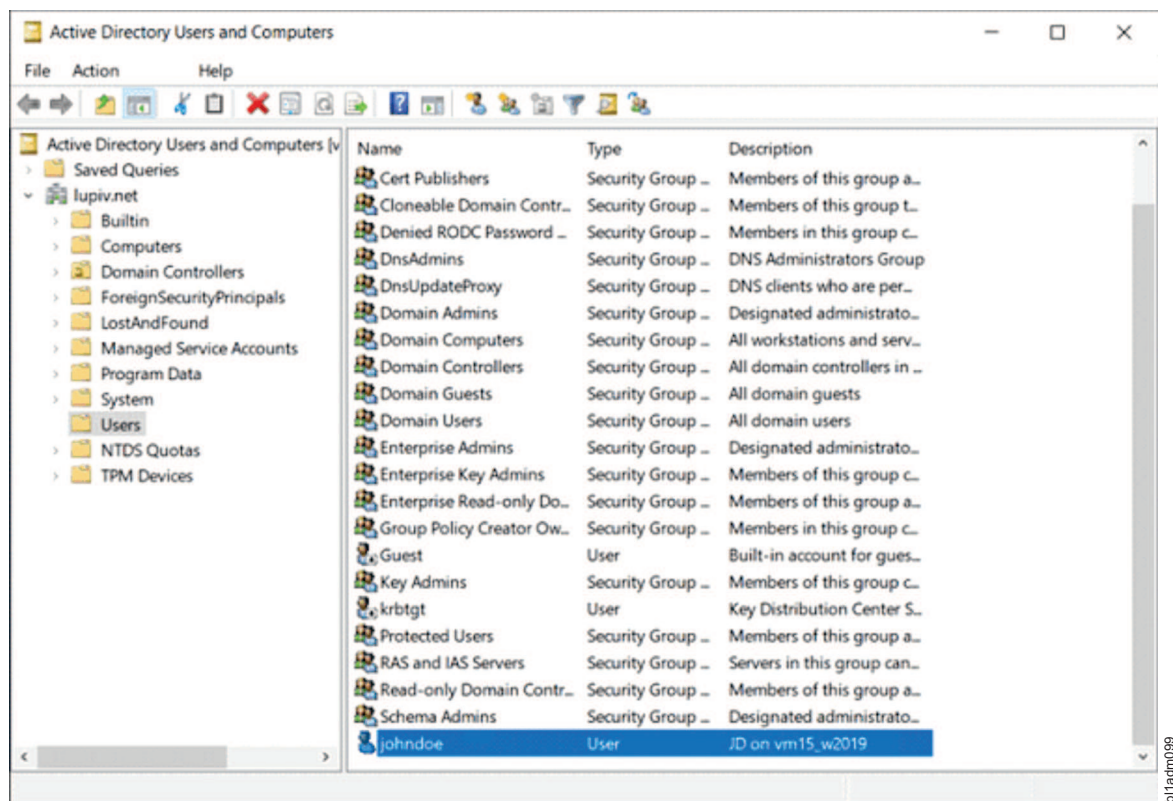 Active Directory Users and Computers
File Action Help
Active Directory Users and Computers [v
Saved Queries
lupiv.net
Builtin
Computers
Domain Controllers
ForeignSecurityPrincipals
LostAndFound
Managed Service Accounts
Program Data
System
Users
NTDS Quotas
TPM Devices
Name Type Description
Cert Publishers Security Group ... Members of this group a...
Cloneable Domain Contr... Security Group ... Members of this group t...
Denied RODC Password ... Security Group ... Members in this group c...
DnsAdmins Security Group ... DNS Administrators Group
DnsUpdateProxy Security Group ... DNS clients who are per...
Domain Admins Security Group ... Designated administrato...
Domain Computers Security Group ... All workstations and serv...
Domain Controllers Security Group ... All domain controllers in ...
Domain Guests Security Group ... All domain guests
Domain Users Security Group ... All domain users
Enterprise Admins Security Group ... Designated administrato...
Enterprise Key Admins Security Group ... Members of this group c...
Enterprise Read-only Do... Security Group ... Members of this group a...
Group Policy Creator Ow... Security Group ... Members in this group c...
Guest User Built-in account for gues...
Key Admins Security Group ... Members of this group c...
krbtgt User Key Distribution Center S...
Protected Users Security Group ... Members of this group a...
RAS and IAS Servers Security Group ... Servers in this group can...
Read-only Domain Contr... Security Group ... Members of this group a...
Schema Admins Security Group ... Designated administrato...
johndoe User JD on vm15_w2019